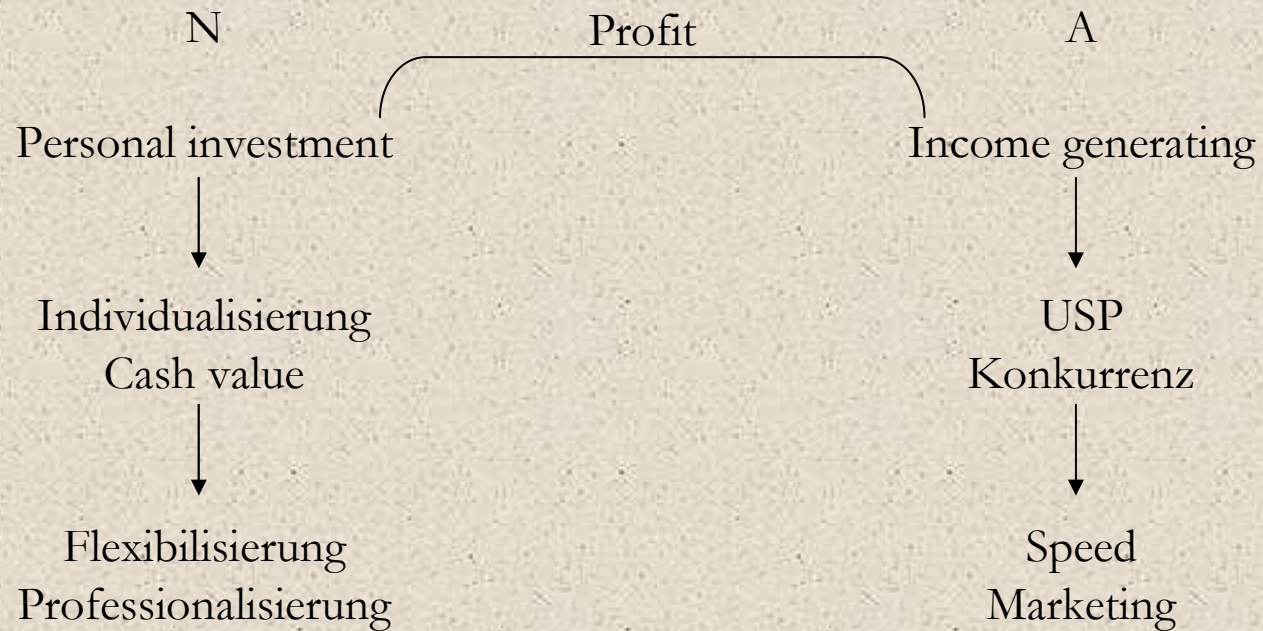 N Profit A
Personal investment Income generating
Individualisierung USP
Cash value Konkurrenz
Flexibilisierung Speed
Professionalisierung Marketing